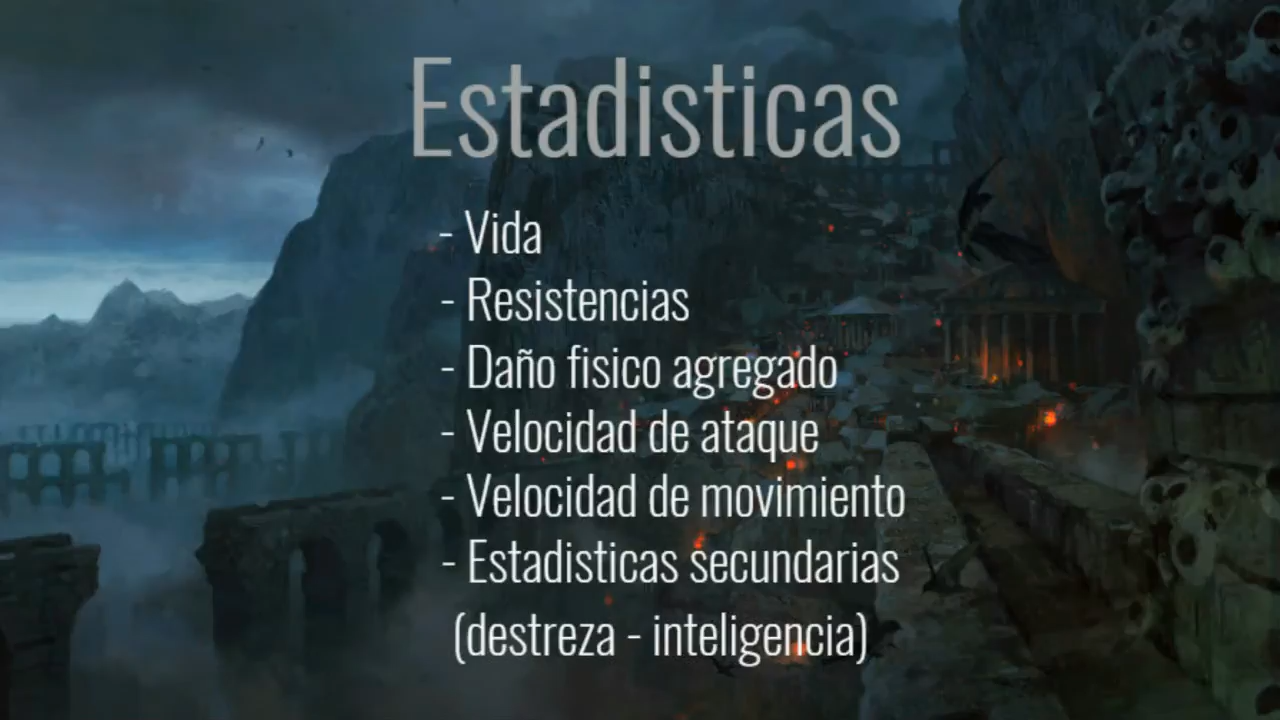 Estadisticas
- Vida
- Resistencias
- Daño fisico agregado
- Velocidad de ataque
- Velocidad de movimiento
- Estadisticas secundarias
(destreza - inteligencia)